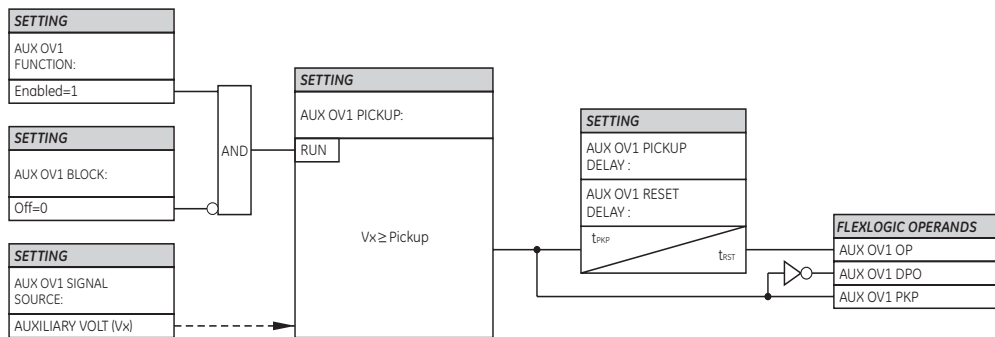 SETTING
AUX OV1
FUNCTION:
Enabled=1
SETTING
AUX OV1 BLOCK:
Off=0
SETTING
AUX OV1 SIGNAL
SOURCE:
AUXILIARY VOLT (Vx)
AND
SETTING
AUX OV1 PICKUP:
RUN
Vx≥Pickup
SETTING
AUX OV1 PICKUP
DELAY :
AUX OV1 RESET
DELAY :
tPKP
tRST
FLEXLOGIC OPERANDS
AUX OV1 OP
AUX OV1 DPO
AUX OV1 PKP